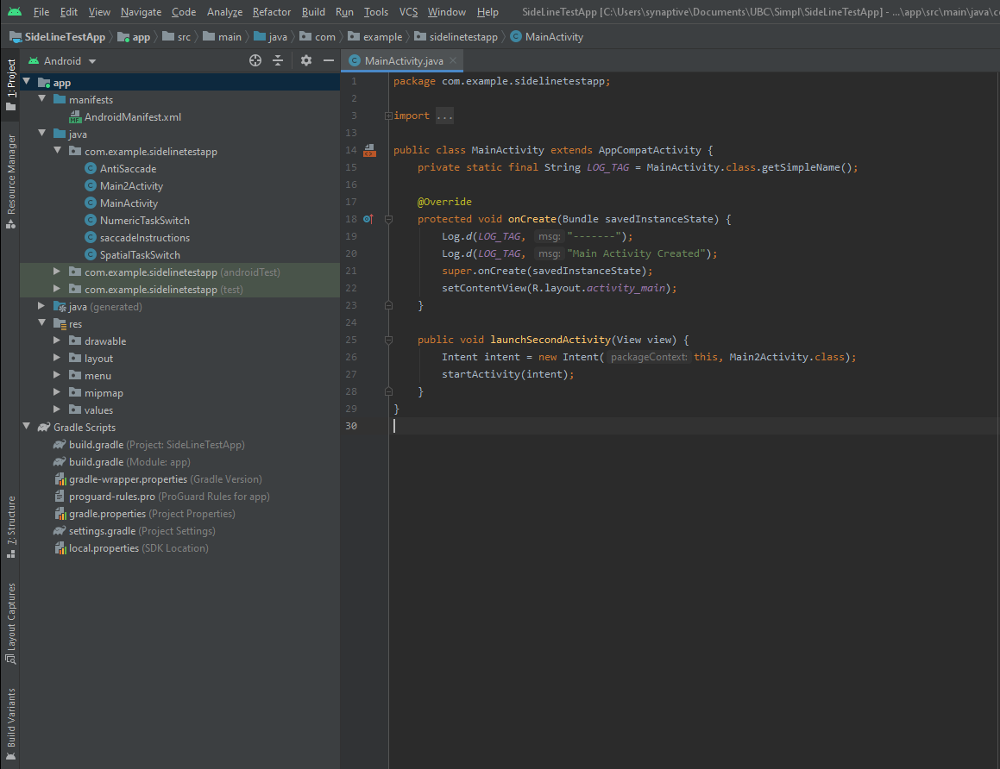 File Edit View Navigate Code Analyze Refactor Build Run Tools VCS Window Help SideLineTestApp [C:\Users\synaptive\Documents\UBC\Simpl\SideLineTestApp] - ...\app\src\main\java\c
SideLineTestApp app src main java com example sidelinetestapp MainActivity
Android
MainActivity.java
1: Project
Resource Manager
7: Structure
Layout Captures
Build Variants
app
manifests
AndroidManifest.xml
java
com.example.sidelinetestapp
AntiSaccade
Main2Activity
MainActivity
NumericTaskSwitch
saccadeInstructions
SpatialTaskSwitch
com.example.sidelinetestapp (androidTest)
com.example.sidelinetestapp (test)
java (generated)
res
drawable
layout
menu
mipmap
values
Gradle Scripts
build.gradle (Project: SideLineTestApp)
build.gradle (Module: app)
gradle-wrapper.properties (Gradle Version)
proguard-rules.pro (ProGuard Rules for app)
gradle.properties (Project Properties)
settings.gradle (Project Settings)
local.properties (SDK Location)
1 package com.example.sidelinetestapp;
2
3 import ...
13
14 public class MainActivity extends AppCompatActivity {
15 private static final String LOG_TAG = MainActivity.class.getSimpleName();
16
17 @Override
18 protected void onCreate(Bundle savedInstanceState) {
19 Log.d(LOG_TAG, msg: "-------");
20 Log.d(LOG_TAG, msg: "Main Activity Created");
21 super.onCreate(savedInstanceState);
22 setContentView(R.layout.activity_main);
23 }
24
25 public void launchSecondActivity(View view) {
26 Intent intent = new Intent( packageContext: this, Main2Activity.class);
27 startActivity(intent);
28 }
29 }
30